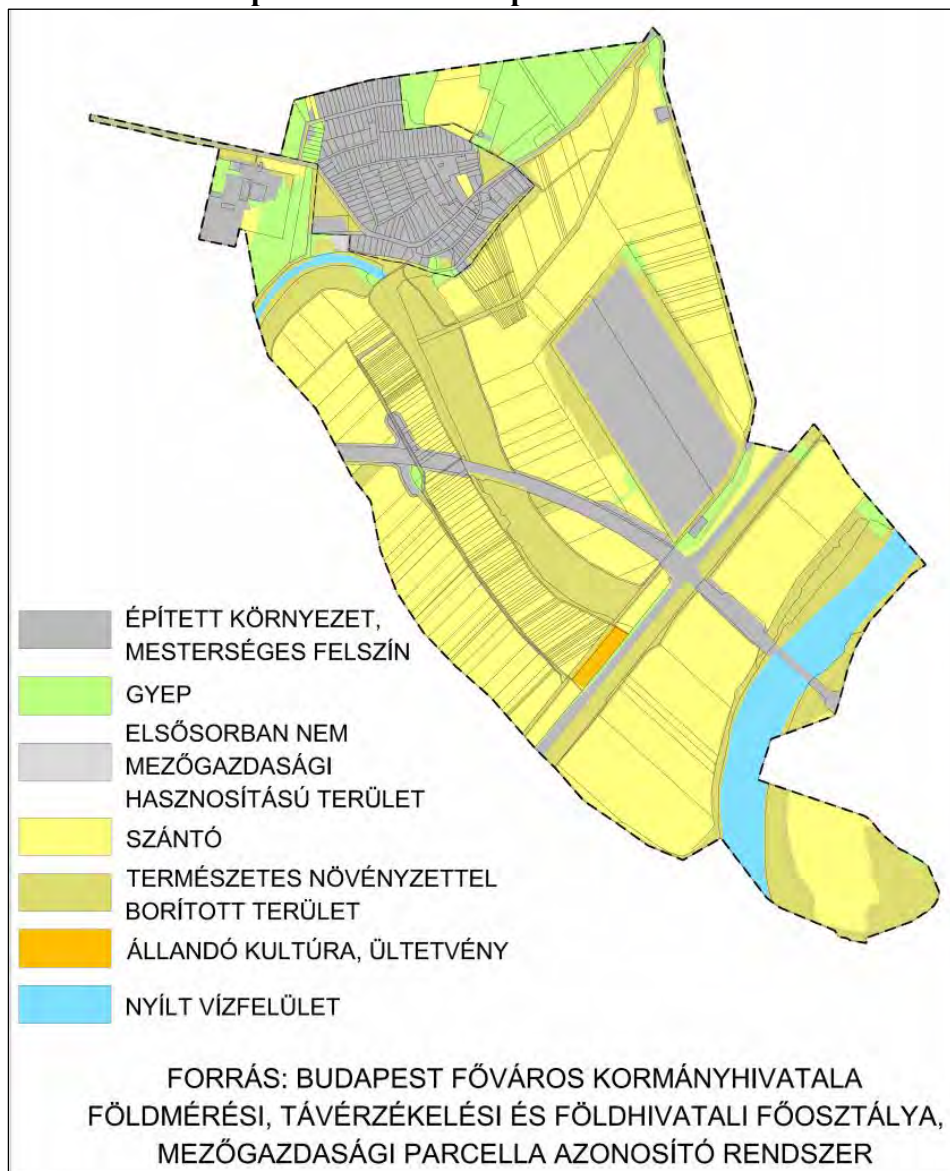 ÉPÍTETT KÖRNYEZET,
MESTERSÉGES FELSZÍN
GYEP
ELSŐSORBAN NEM
MEZŐGAZDASÁGI
HASZNOSÍTÁSÚ TERÜLET
SZÁNTÓ
TERMÉSZETES NÖVÉNYZETTEL
BORÍTOTT TERÜLET
ÁLLANDÓ KULTÚRA, ÜLTETVÉNY
NYÍLT VÍZFELÜLET
FORRÁS: BUDAPEST FŐVÁROS KORMÁNYHIVATALA
FÖLDMÉRÉSI, TÁVÉRZÉKELÉSI ÉS FÖLDHIVATALI FŐOSZTÁLYA,
MEZŐGAZDASÁGI PARCELLA AZONOSÍTÓ RENDSZER